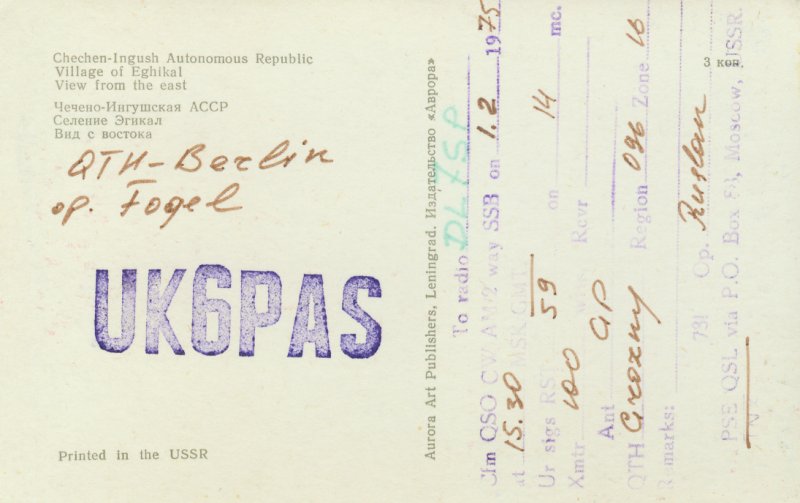 Chechen-Ingush Autonomous Republic
Village of Eghikal
View from the east
Чечено-Ингушская АССР
Селение Эгикал
Вид с востока
QTH-Berlin
op. Fogel
UK6PAS
Printed in the USSR
Aurora Art Publishers, Leningrad. Издательство «Аврора»
To radio DL7SP
Cfm QSO CW AM/2 way SSB on 1.2 1975
at 15.30 MSK GMT
Ur sigs RST 59 on 14 mc.
Xmtr 100 W. Rcvr
Ant GP
QTH Grozny Region 096 Zone 16
Remarks:
73! Op. Ruslan
PSE QSL via P.O. Box 88, Moscow, USSR.
3 коп.